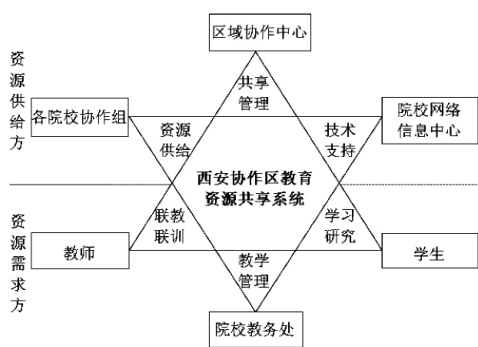 区域协作中心
资源供给方
共享
管理
各院校协作组
资源
供给
技术
支持
院校网络
信息中心
西安协作区教育
资源共享系统
资源需求方
联教
联训
学习
研究
教师
教学
管理
学生
院校教务处